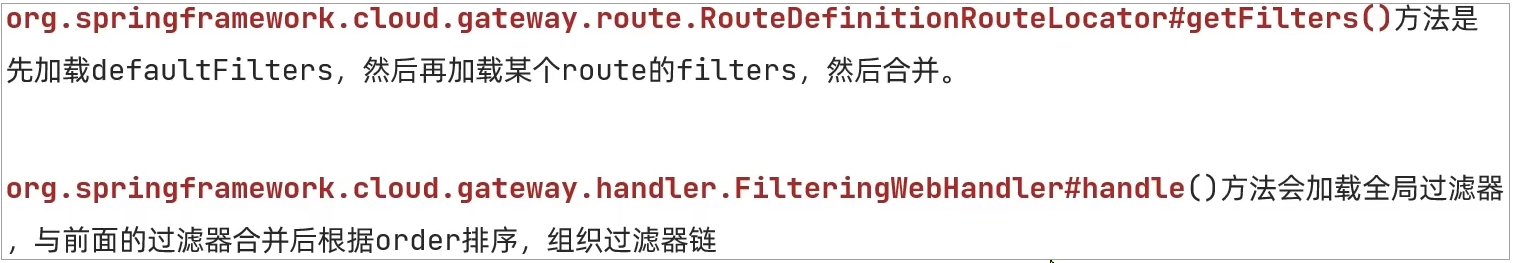 org.springframework.cloud.gateway.route.RouteDefinitionRouteLocator#getFilters()方法是
先加载defaultFilters，然后再加载某个route的filters，然后合并。
org.springframework.cloud.gateway.handler.FilteringWebHandler#handle()方法会加载全局过滤器
，与前面的过滤器合并后根据order排序，组织过滤器链